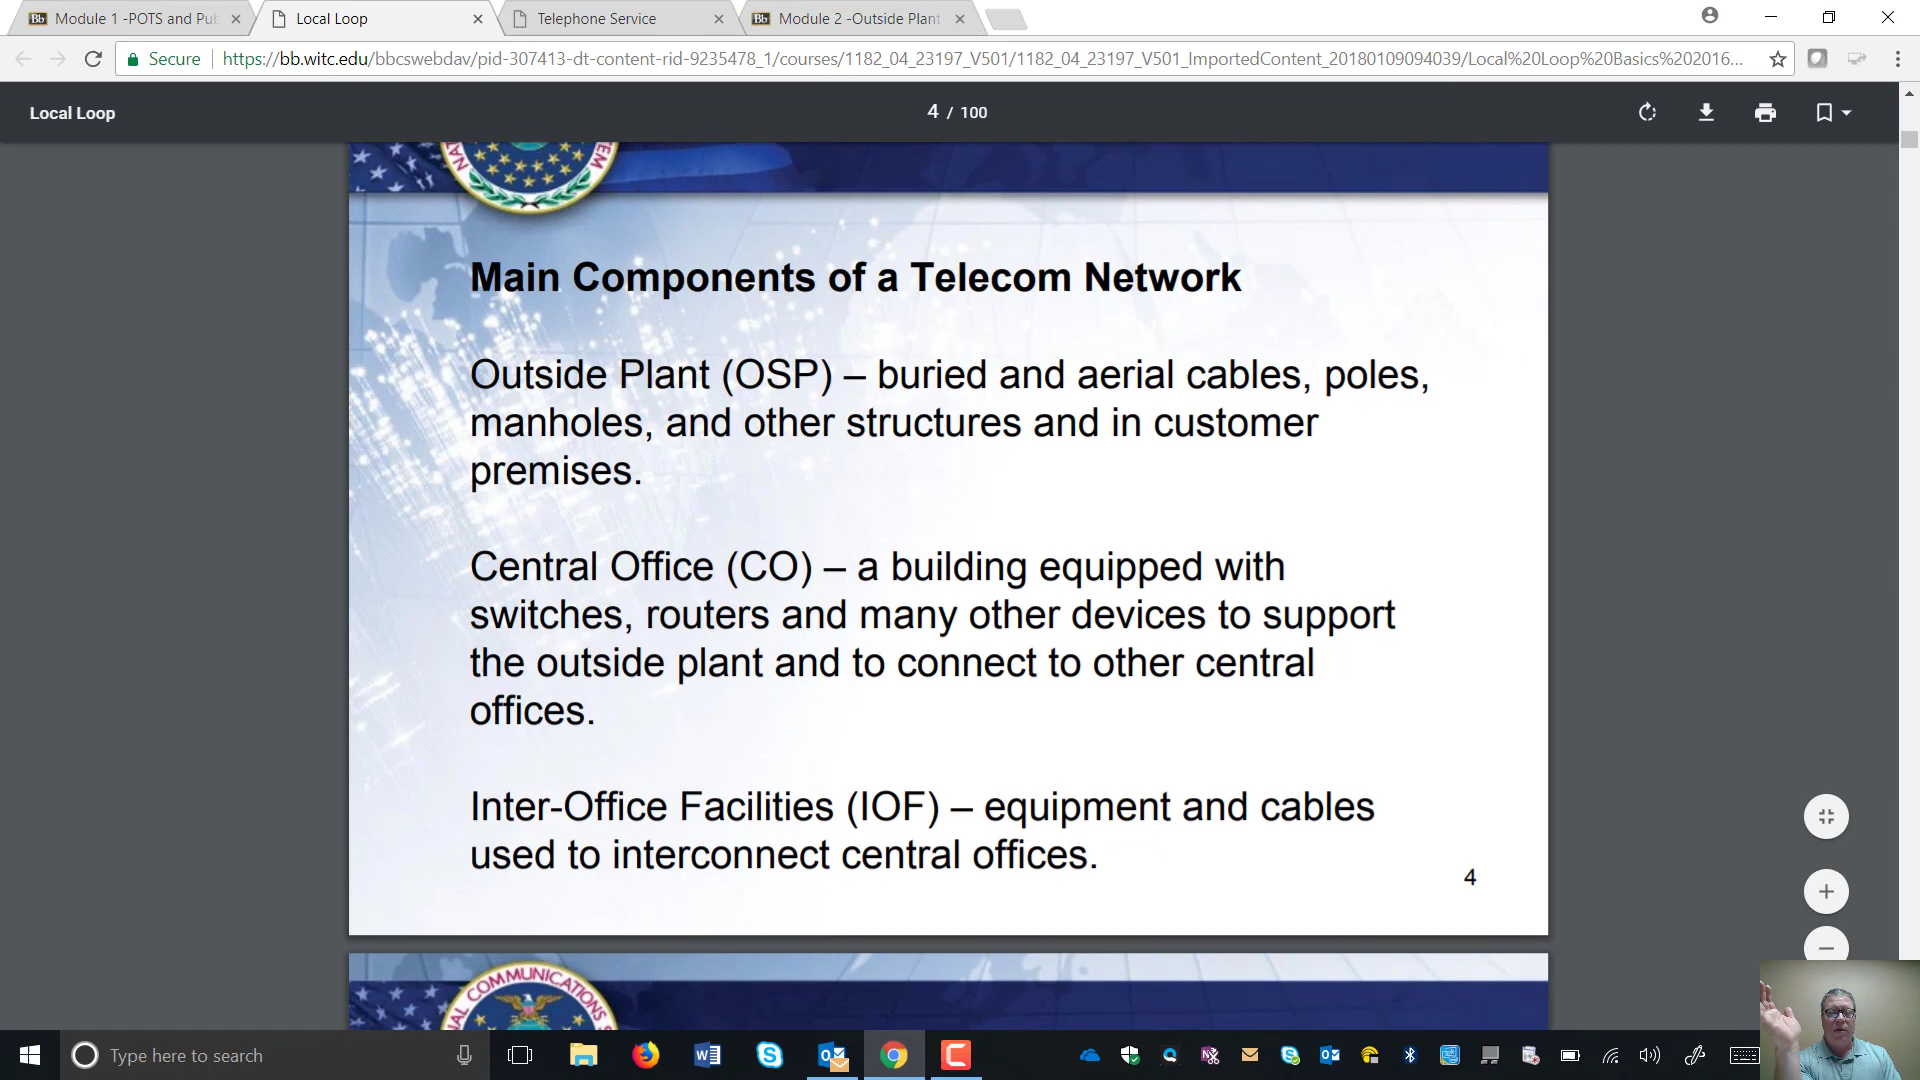 Module 1 -POTS and Pu
Local Loop
Telephone Service
Module 2 -Outside Plant
Secure
https://bb.witc.edu/bbcswebdav/pid-307413-dt-content-rid-9235478_1/courses/1182_04_23197_V501/1182_04_23197_V501_ImportedContent_20180109094039/Local%20Loop%20Basics%202016...
Local Loop
4 / 100
Main Components of a Telecom Network
Outside Plant (OSP) – buried and aerial cables, poles,
manholes, and other structures and in customer
premises.
Central Office (CO) – a building equipped with
switches, routers and many other devices to support
the outside plant and to connect to other central
offices.
Inter-Office Facilities (IOF) – equipment and cables
used to interconnect central offices.
4
COMMUNICATIONS
Type here to search